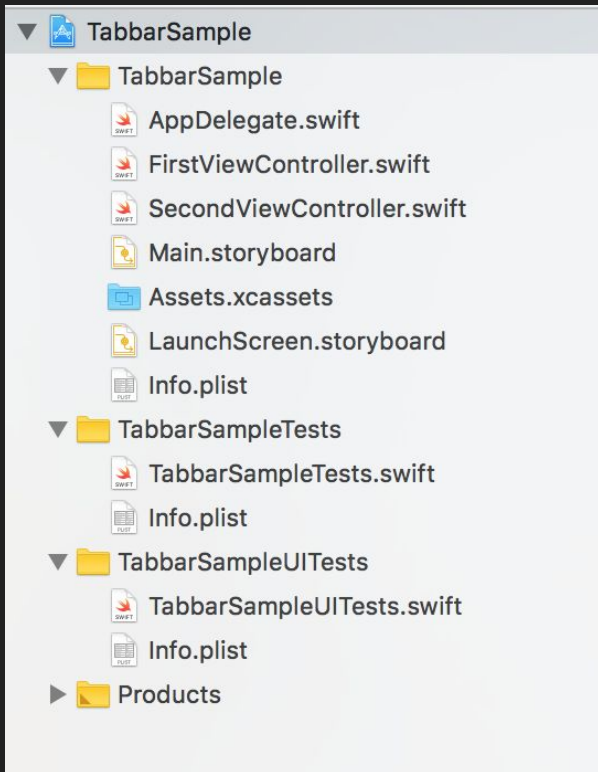 TabbarSample
TabbarSample
AppDelegate.swift
FirstViewController.swift
SecondViewController.swift
Main.storyboard
Assets.xcassets
LaunchScreen.storyboard
Info.plist
TabbarSampleTests
TabbarSampleTests.swift
Info.plist
TabbarSampleUITests
TabbarSampleUITests.swift
Info.plist
Products